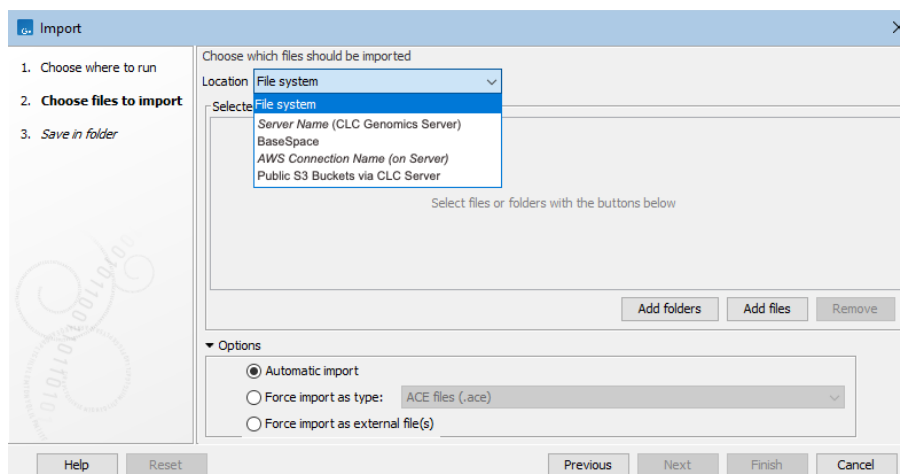 Import
1. Choose where to run
2. Choose files to import
3. Save in folder
Choose which files should be imported
Location File system
File system
Server Name (CLC Genomics Server)
BaseSpace
AWS Connection Name (on Server)
Public S3 Buckets via CLC Server
Select files or folders with the buttons below
Add folders Add files Remove
Options
Automatic import
Force import as type: ACE files (.ace)
Force import as external file(s)
Help Reset Previous Next Finish Cancel